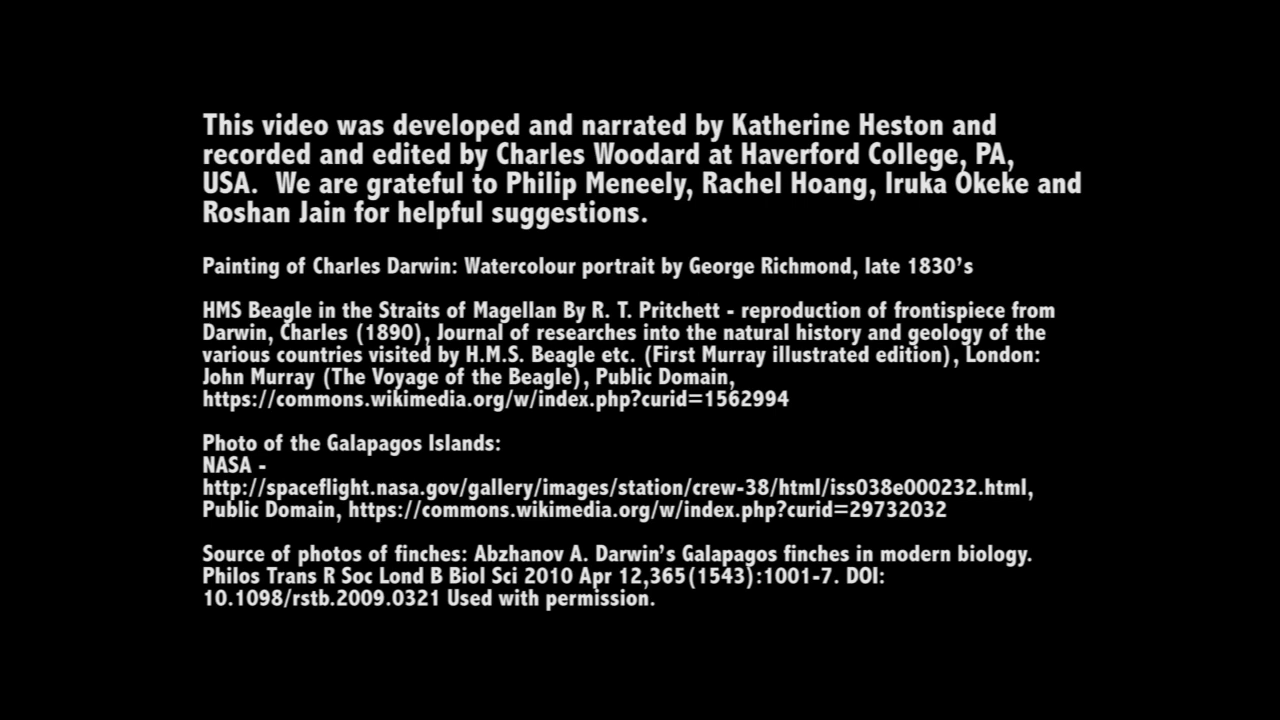 This video was developed and narrated by Katherine Heston and
recorded and edited by Charles Woodard at Haverford College, PA,
USA.  We are grateful to Philip Meneely, Rachel Hoang, Iruka Okeke and
Roshan Jain for helpful suggestions.
Painting of Charles Darwin: Watercolour portrait by George Richmond, late 1830’s
HMS Beagle in the Straits of Magellan By R. T. Pritchett - reproduction of frontispiece from
Darwin, Charles (1890), Journal of researches into the natural history and geology of the
various countries visited by H.M.S. Beagle etc. (First Murray illustrated edition), London:
John Murray (The Voyage of the Beagle), Public Domain,
https://commons.wikimedia.org/w/index.php?curid=1562994
Photo of the Galapagos Islands:
NASA -
http://spaceflight.nasa.gov/gallery/images/station/crew-38/html/iss038e000232.html,
Public Domain, https://commons.wikimedia.org/w/index.php?curid=29732032
Source of photos of finches: Abzhanov A. Darwin’s Galapagos finches in modern biology.
Philos Trans R Soc Lond B Biol Sci 2010 Apr 12,365(1543):1001-7. DOI:
10.1098/rstb.2009.0321 Used with permission.